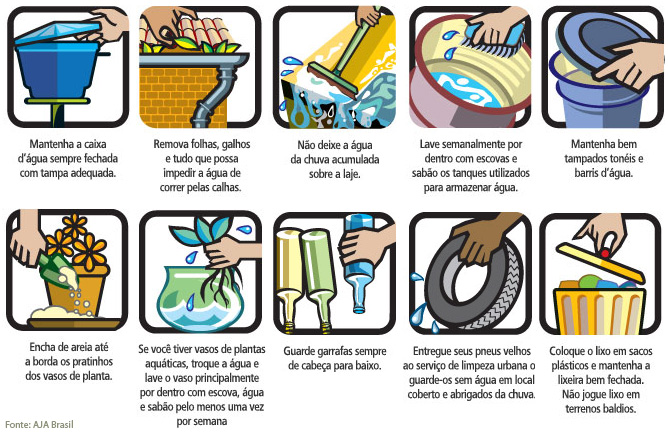 Mantenha a caixa
d'água sempre fechada
com tampa adequada.
Remova folhas, galhos
e tudo que possa
impedir a água de
correr pelas calhas.
Não deixe a água
da chuva acumulada
sobre a laje.
Lave semanalmente por
dentro com escovas e
sabão os tanques utilizados
para armazenar água.
Mantenha bem
tampados tonéis e
barris d'água.
Encha de areia até
a borda os pratinhos
dos vasos de planta.
Se você tiver vasos de plantas
aquáticas, troque a água e
lave o vaso principalmente
por dentro com escova, água
e sabão pelo menos uma vez
por semana
Guarde garrafas sempre
de cabeça para baixo.
Entregue seus pneus velhos
ao serviço de limpeza urbana o
guarde-os sem água em local
coberto e abrigados da chuva.
Coloque o lixo em sacos
plásticos e mantenha a
lixeira bem fechada.
Não jogue lixo em
terrenos baldios.
Fonte: AJA Brasil